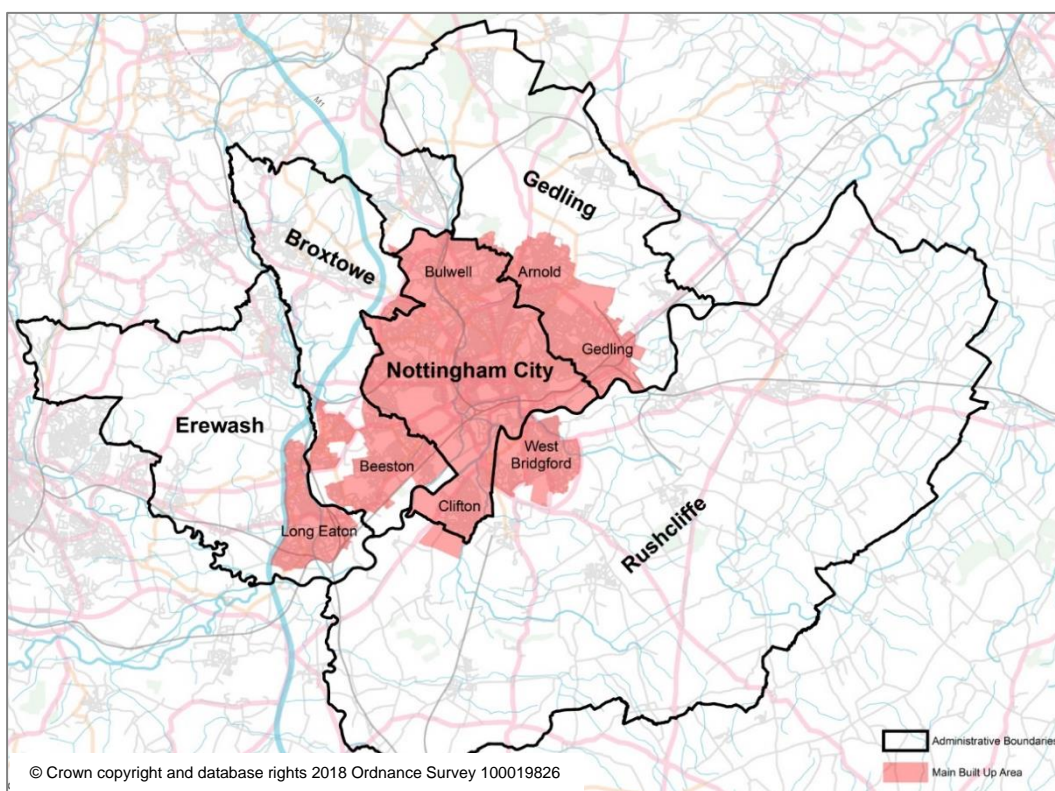 M1
Gedling
Broxtowe
Bulwell
Arnold
Gedling
Nottingham City
Erewash
West
Bridgford
Beeston
Clifton
Long Eaton
Rushcliffe
Administrative Boundaries
Main Built Up Area
© Crown copyright and database rights 2018 Ordnance Survey 100019826